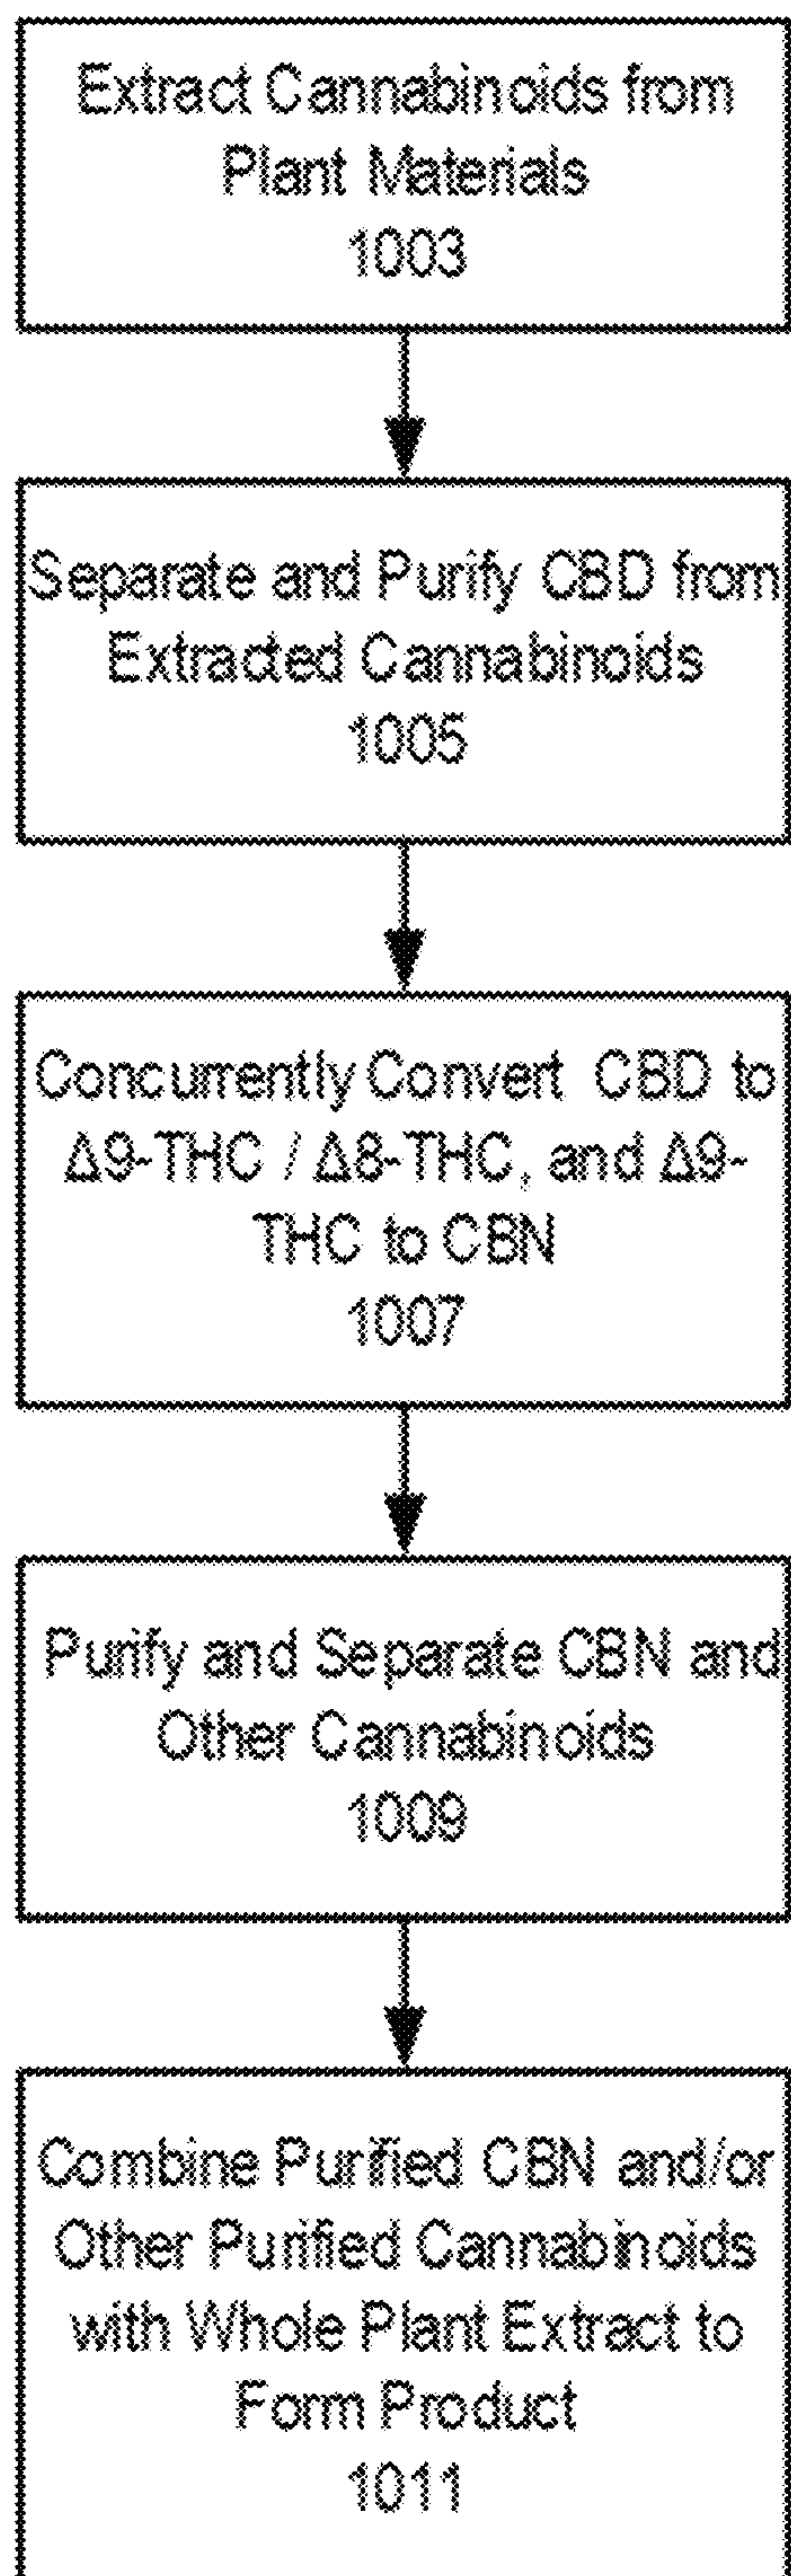 Extract Cannabinoids from
Plant Materials
1003
Separate and Purify CBD from
Extracted Cannabinoids
1005
Concurrently Convert CBD to
Δ9-THC / Δ8-THC, and Δ9-
THC to CBN
1007
Purify and Separate CBN and
Other Cannabinoids
1009
Combine Purified CBN and/or
Other Purified Cannabinoids
with Whole Plant Extract to
Form Product
1011